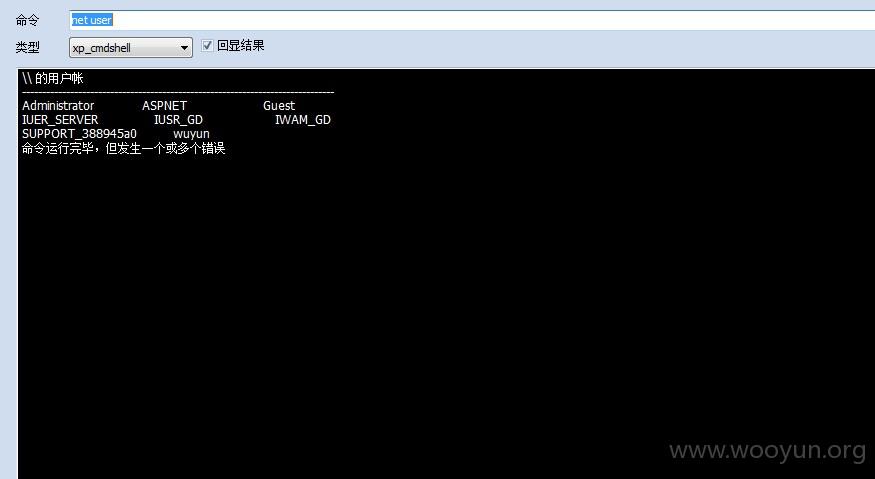 命令 net user
类型 xp_cmdshell 回显结果
\\ 的用户帐
-------------------------------------------------------------------------------
Administrator ASPNET Guest
IUER_SERVER IUSR_GD IWAM_GD
SUPPORT_388945a0 wuyun
命令运行完毕，但发生一个或多个错误
www.wooyun.org